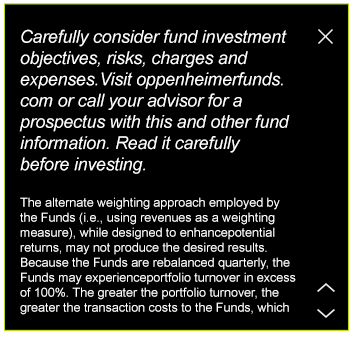 Carefully consider fund investment
objectives, risks, charges and
expenses.Visit oppenheimerfunds.
com or call your advisor for a
prospectus with this and other fund
information. Read it carefully
before investing.
The alternate weighting approach employed by
the Funds (i.e., using revenues as a weighting
measure), while designed to enhancepotential
returns, may not produce the desired results.
Because the Funds are rebalanced quarterly, the
Funds may experienceportfolio turnover in excess
of 100%. The greater the portfolio turnover, the
greater the transaction costs to the Funds, which